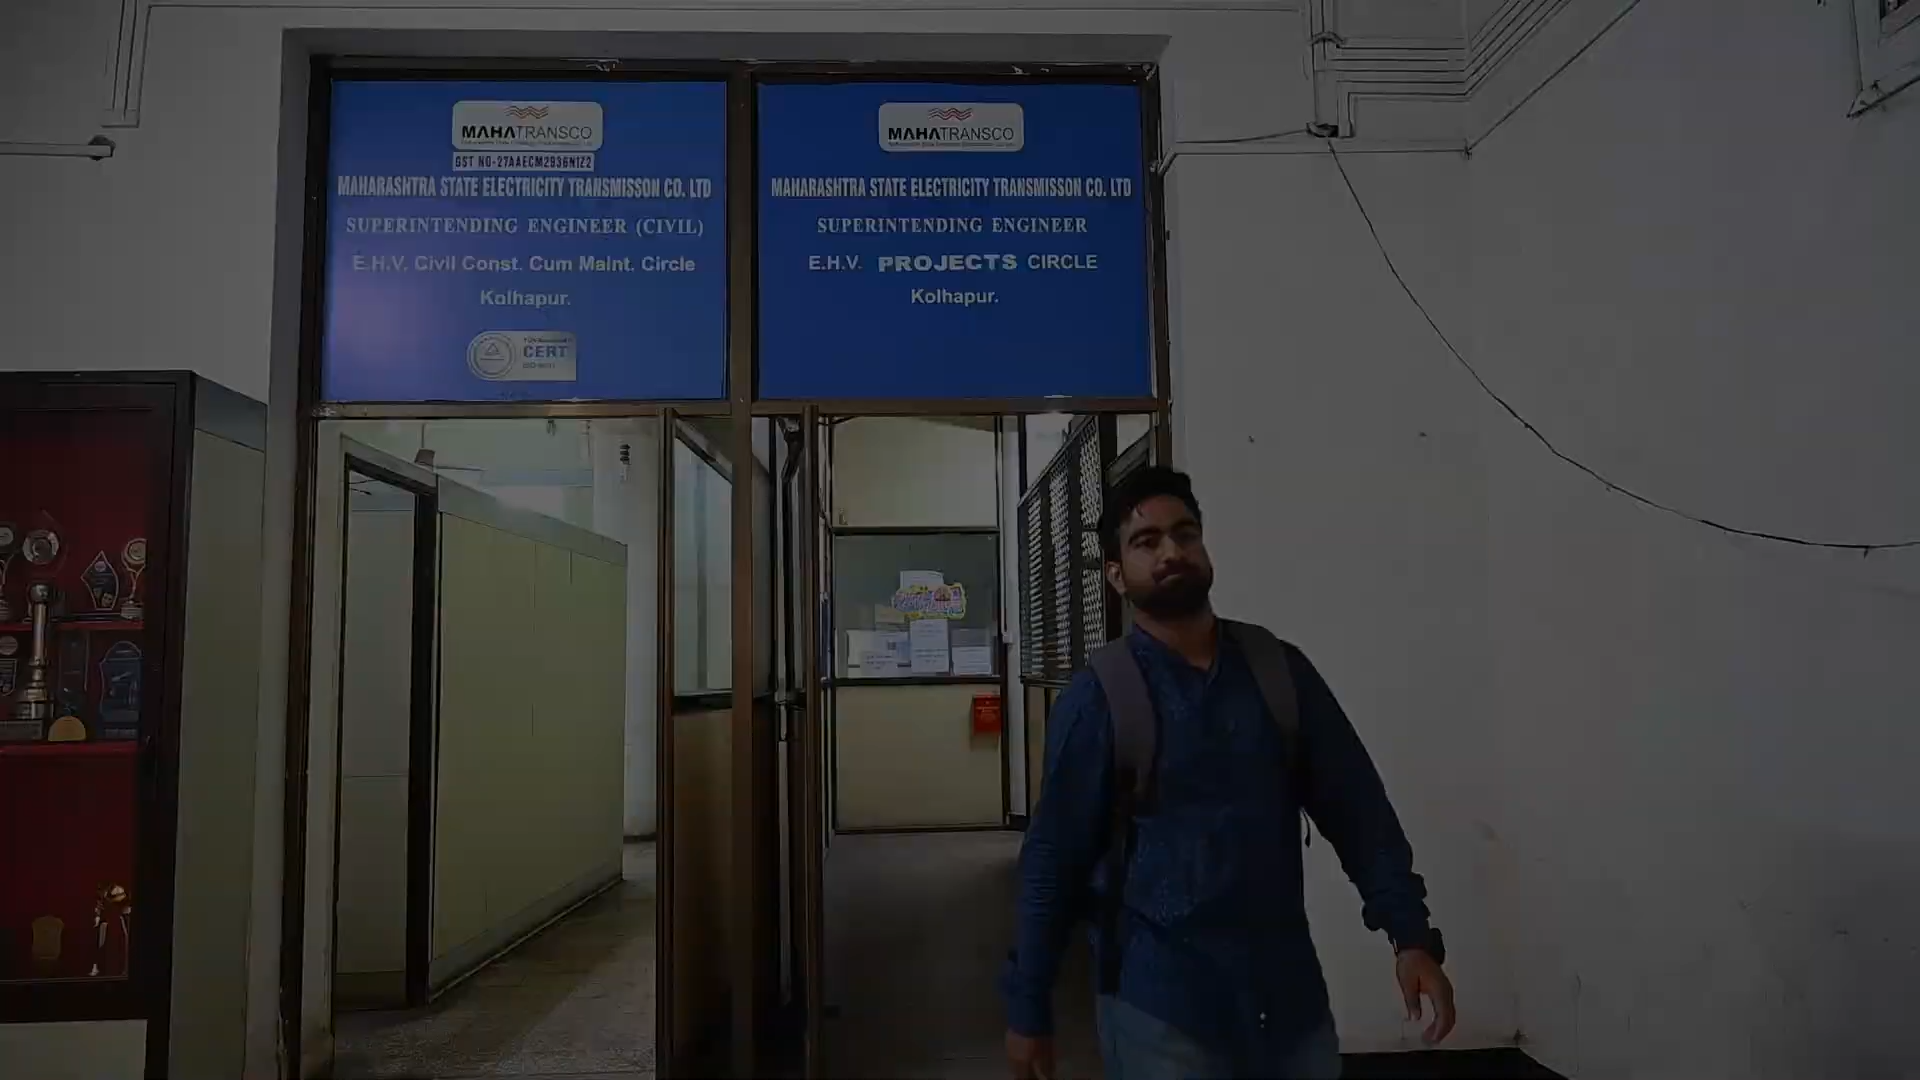 MAHATRANSCO
GST NO-27AAECM2936N1Z2
MAHARASHTRA STATE ELECTRICITY TRANSMISSON CO. LTD
SUPERINTENDING ENGINEER (CIVIL)
E.H.V. Civil Const. Cum Maint. Circle
Kolhapur.
CERT
MAHATRANSCO
MAHARASHTRA STATE ELECTRICITY TRANSMISSON CO. LTD
SUPERINTENDING ENGINEER
E.H.V. PROJECTS CIRCLE
Kolhapur.